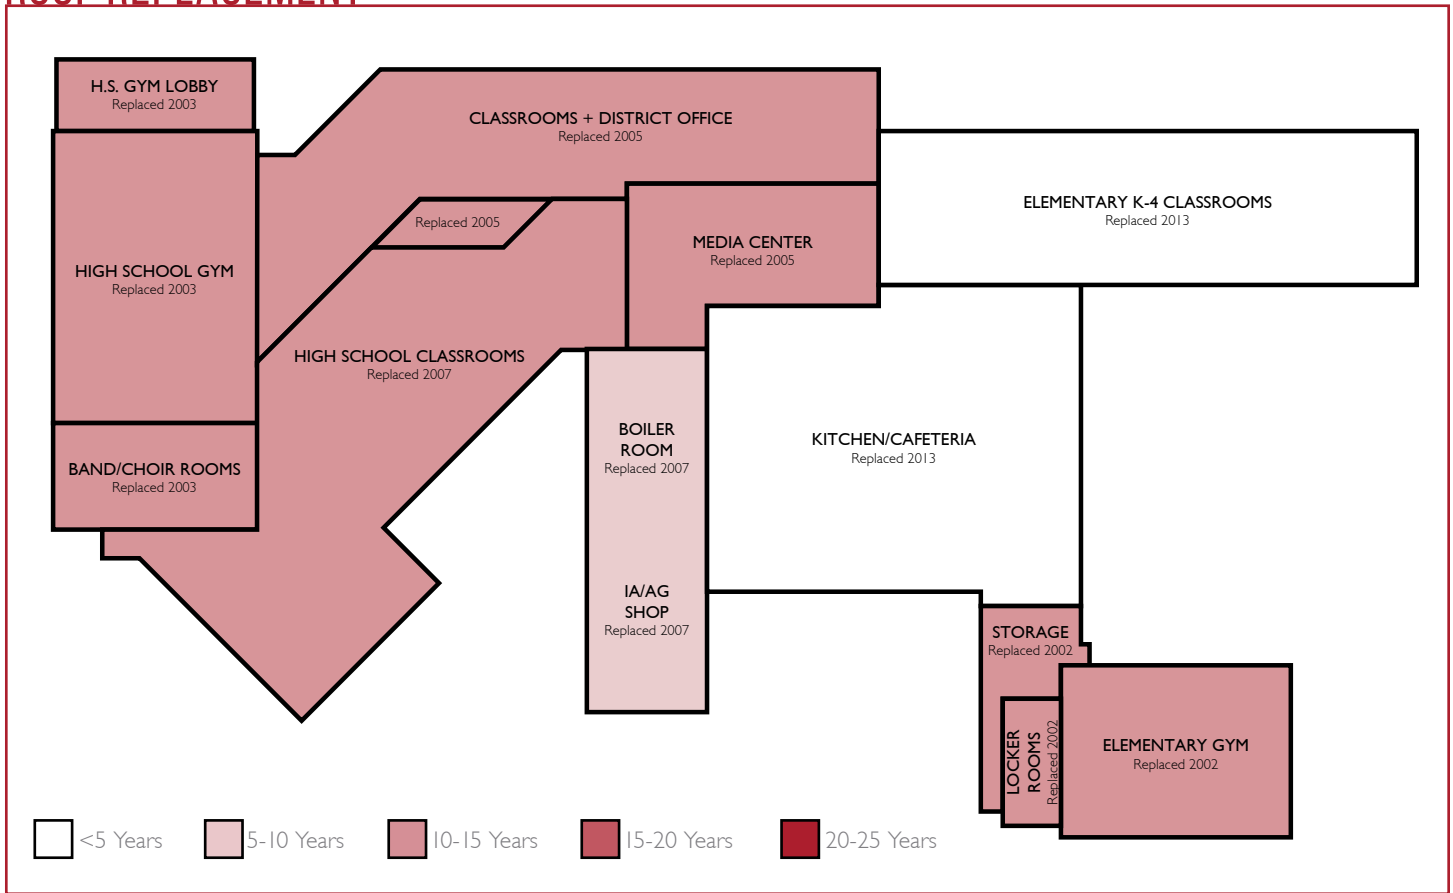 ROOF REPLACEMENT
H.S. GYM LOBBY
Replaced 2003
CLASSROOMS + DISTRICT OFFICE
Replaced 2005
ELEMENTARY K-4 CLASSROOMS
Replaced 2013
Replaced 2005
MEDIA CENTER
Replaced 2005
HIGH SCHOOL GYM
Replaced 2003
HIGH SCHOOL CLASSROOMS
Replaced 2007
BOILER
ROOM
Replaced 2007
KITCHEN/CAFETERIA
Replaced 2013
BAND/CHOIR ROOMS
Replaced 2003
IA/AG
SHOP
Replaced 2007
STORAGE
Replaced 2002
LOCKER
ROOMS
Replaced 2002
ELEMENTARY GYM
Replaced 2002
<5 Years
5-10 Years
10-15 Years
15-20 Years
20-25 Years